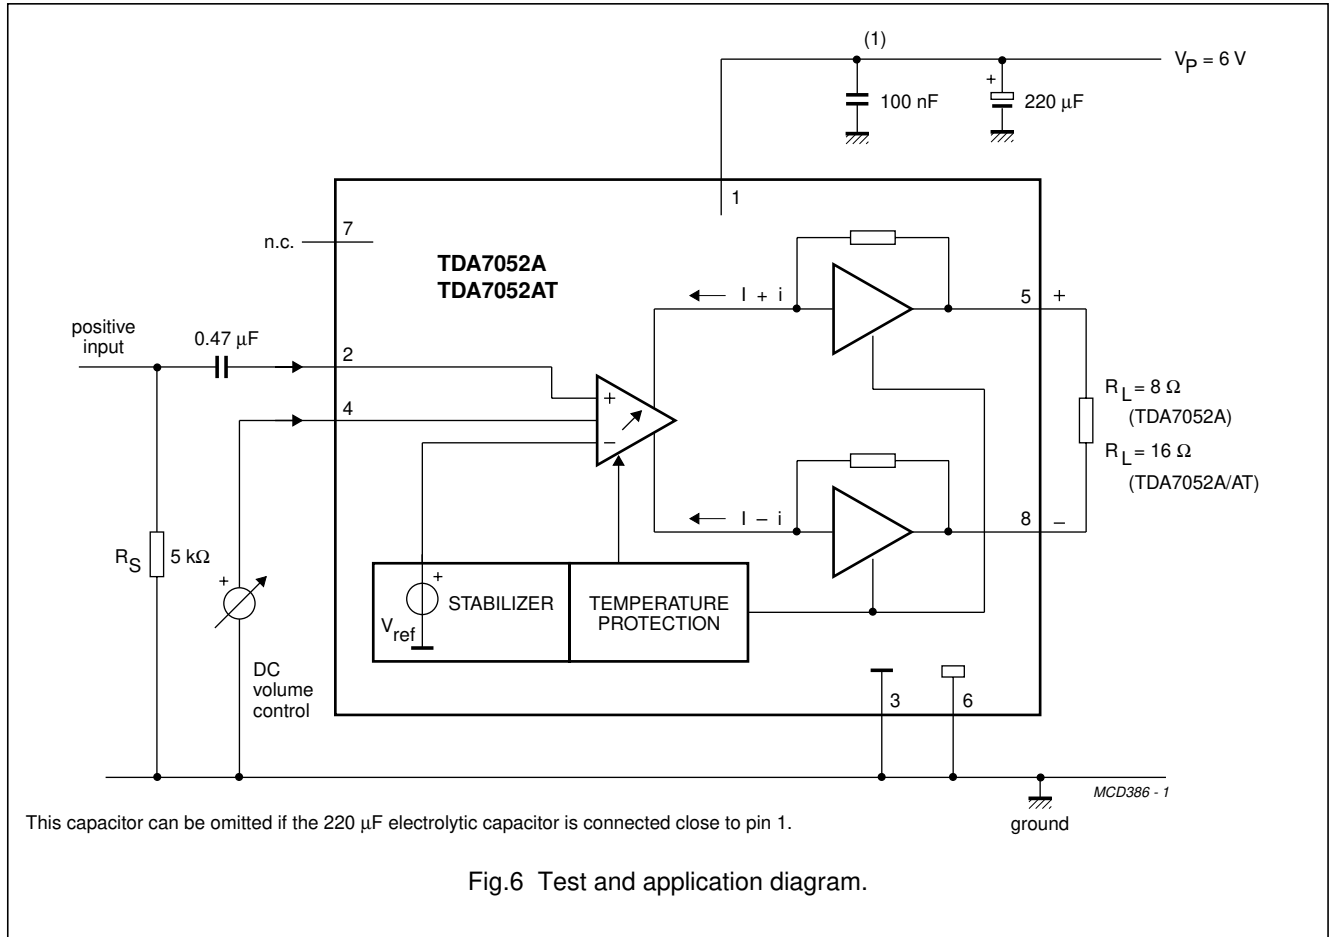 (1)
V_P = 6 V
+
100 nF
220 μF
1
7
n.c.
TDA7052A
TDA7052AT
I + i
5
+
positive
input
0.47 μF
2
+
4
−
R_L = 8 Ω
(TDA7052A)
R_L = 16 Ω
(TDA7052A/AT)
I − i
8
−
R_S
5 kΩ
+
+
V_ref
STABILIZER
TEMPERATURE
PROTECTION
DC
volume
control
3
6
MCD386 - 1
This capacitor can be omitted if the 220 μF electrolytic capacitor is connected close to pin 1.
ground
Fig.6 Test and application diagram.